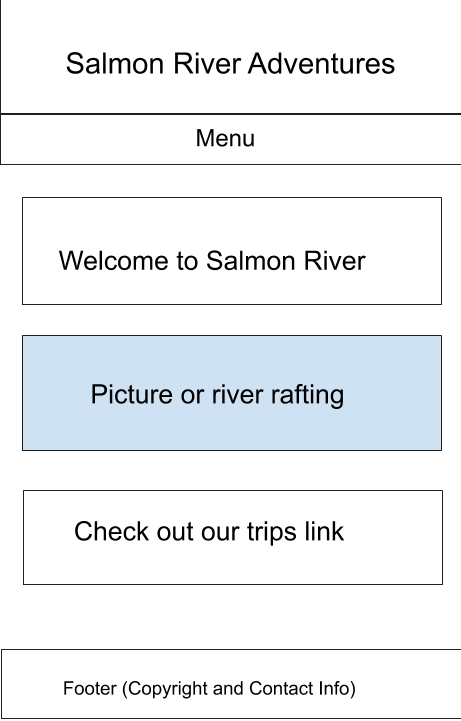 Salmon River Adventures
Menu
Welcome to Salmon River
Picture or river rafting
Check out our trips link
Footer (Copyright and Contact Info)